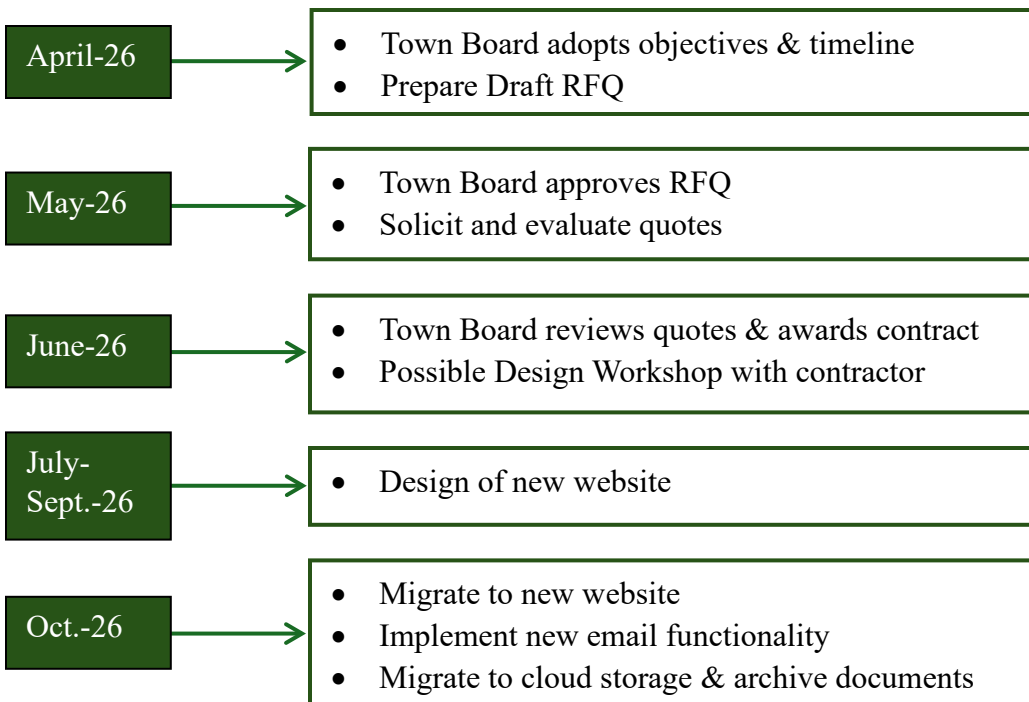 April-26
• Town Board adopts objectives & timeline
• Prepare Draft RFQ
May-26
• Town Board approves RFQ
• Solicit and evaluate quotes
June-26
• Town Board reviews quotes & awards contract
• Possible Design Workshop with contractor
July-
Sept.-26
• Design of new website
Oct.-26
• Migrate to new website
• Implement new email functionality
• Migrate to cloud storage & archive documents